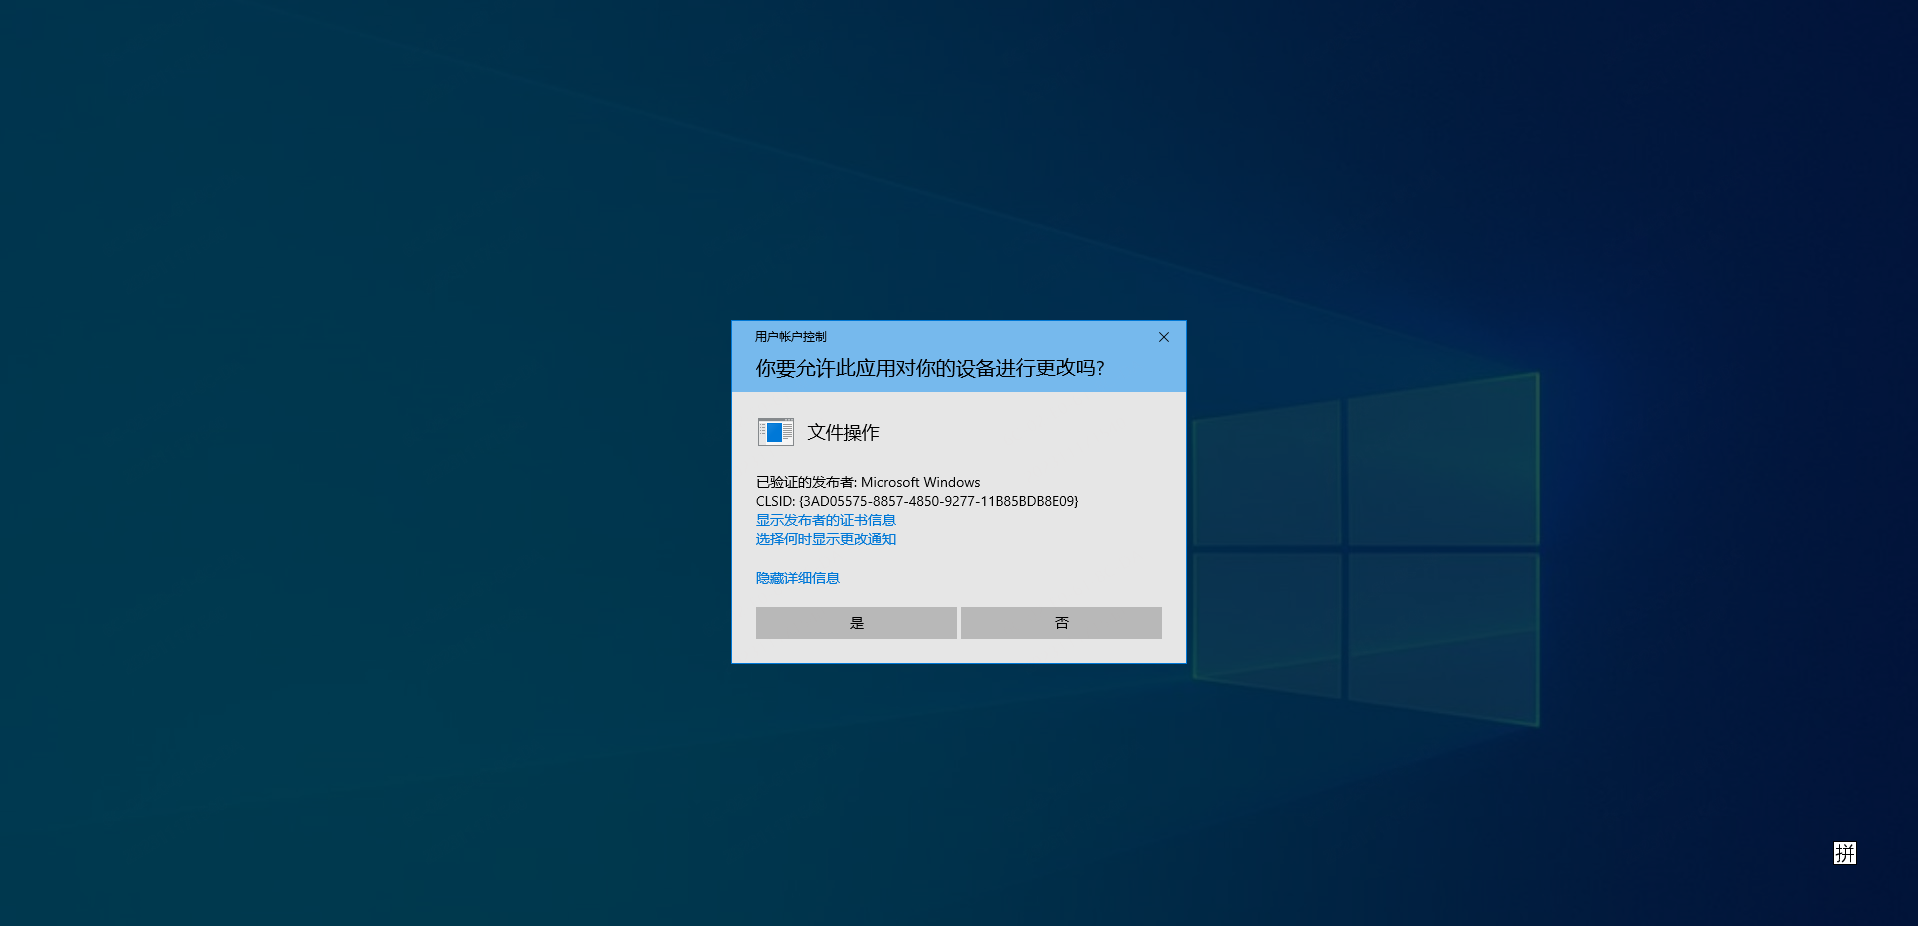 用户帐户控制
你要允许此应用对你的设备进行更改吗?
文件操作
已验证的发布者: Microsoft Windows
CLSID: {3AD05575-8857-4850-9277-11B85BDB8E09}
显示发布者的证书信息
选择何时显示更改通知
隐藏详细信息
是 否
拼